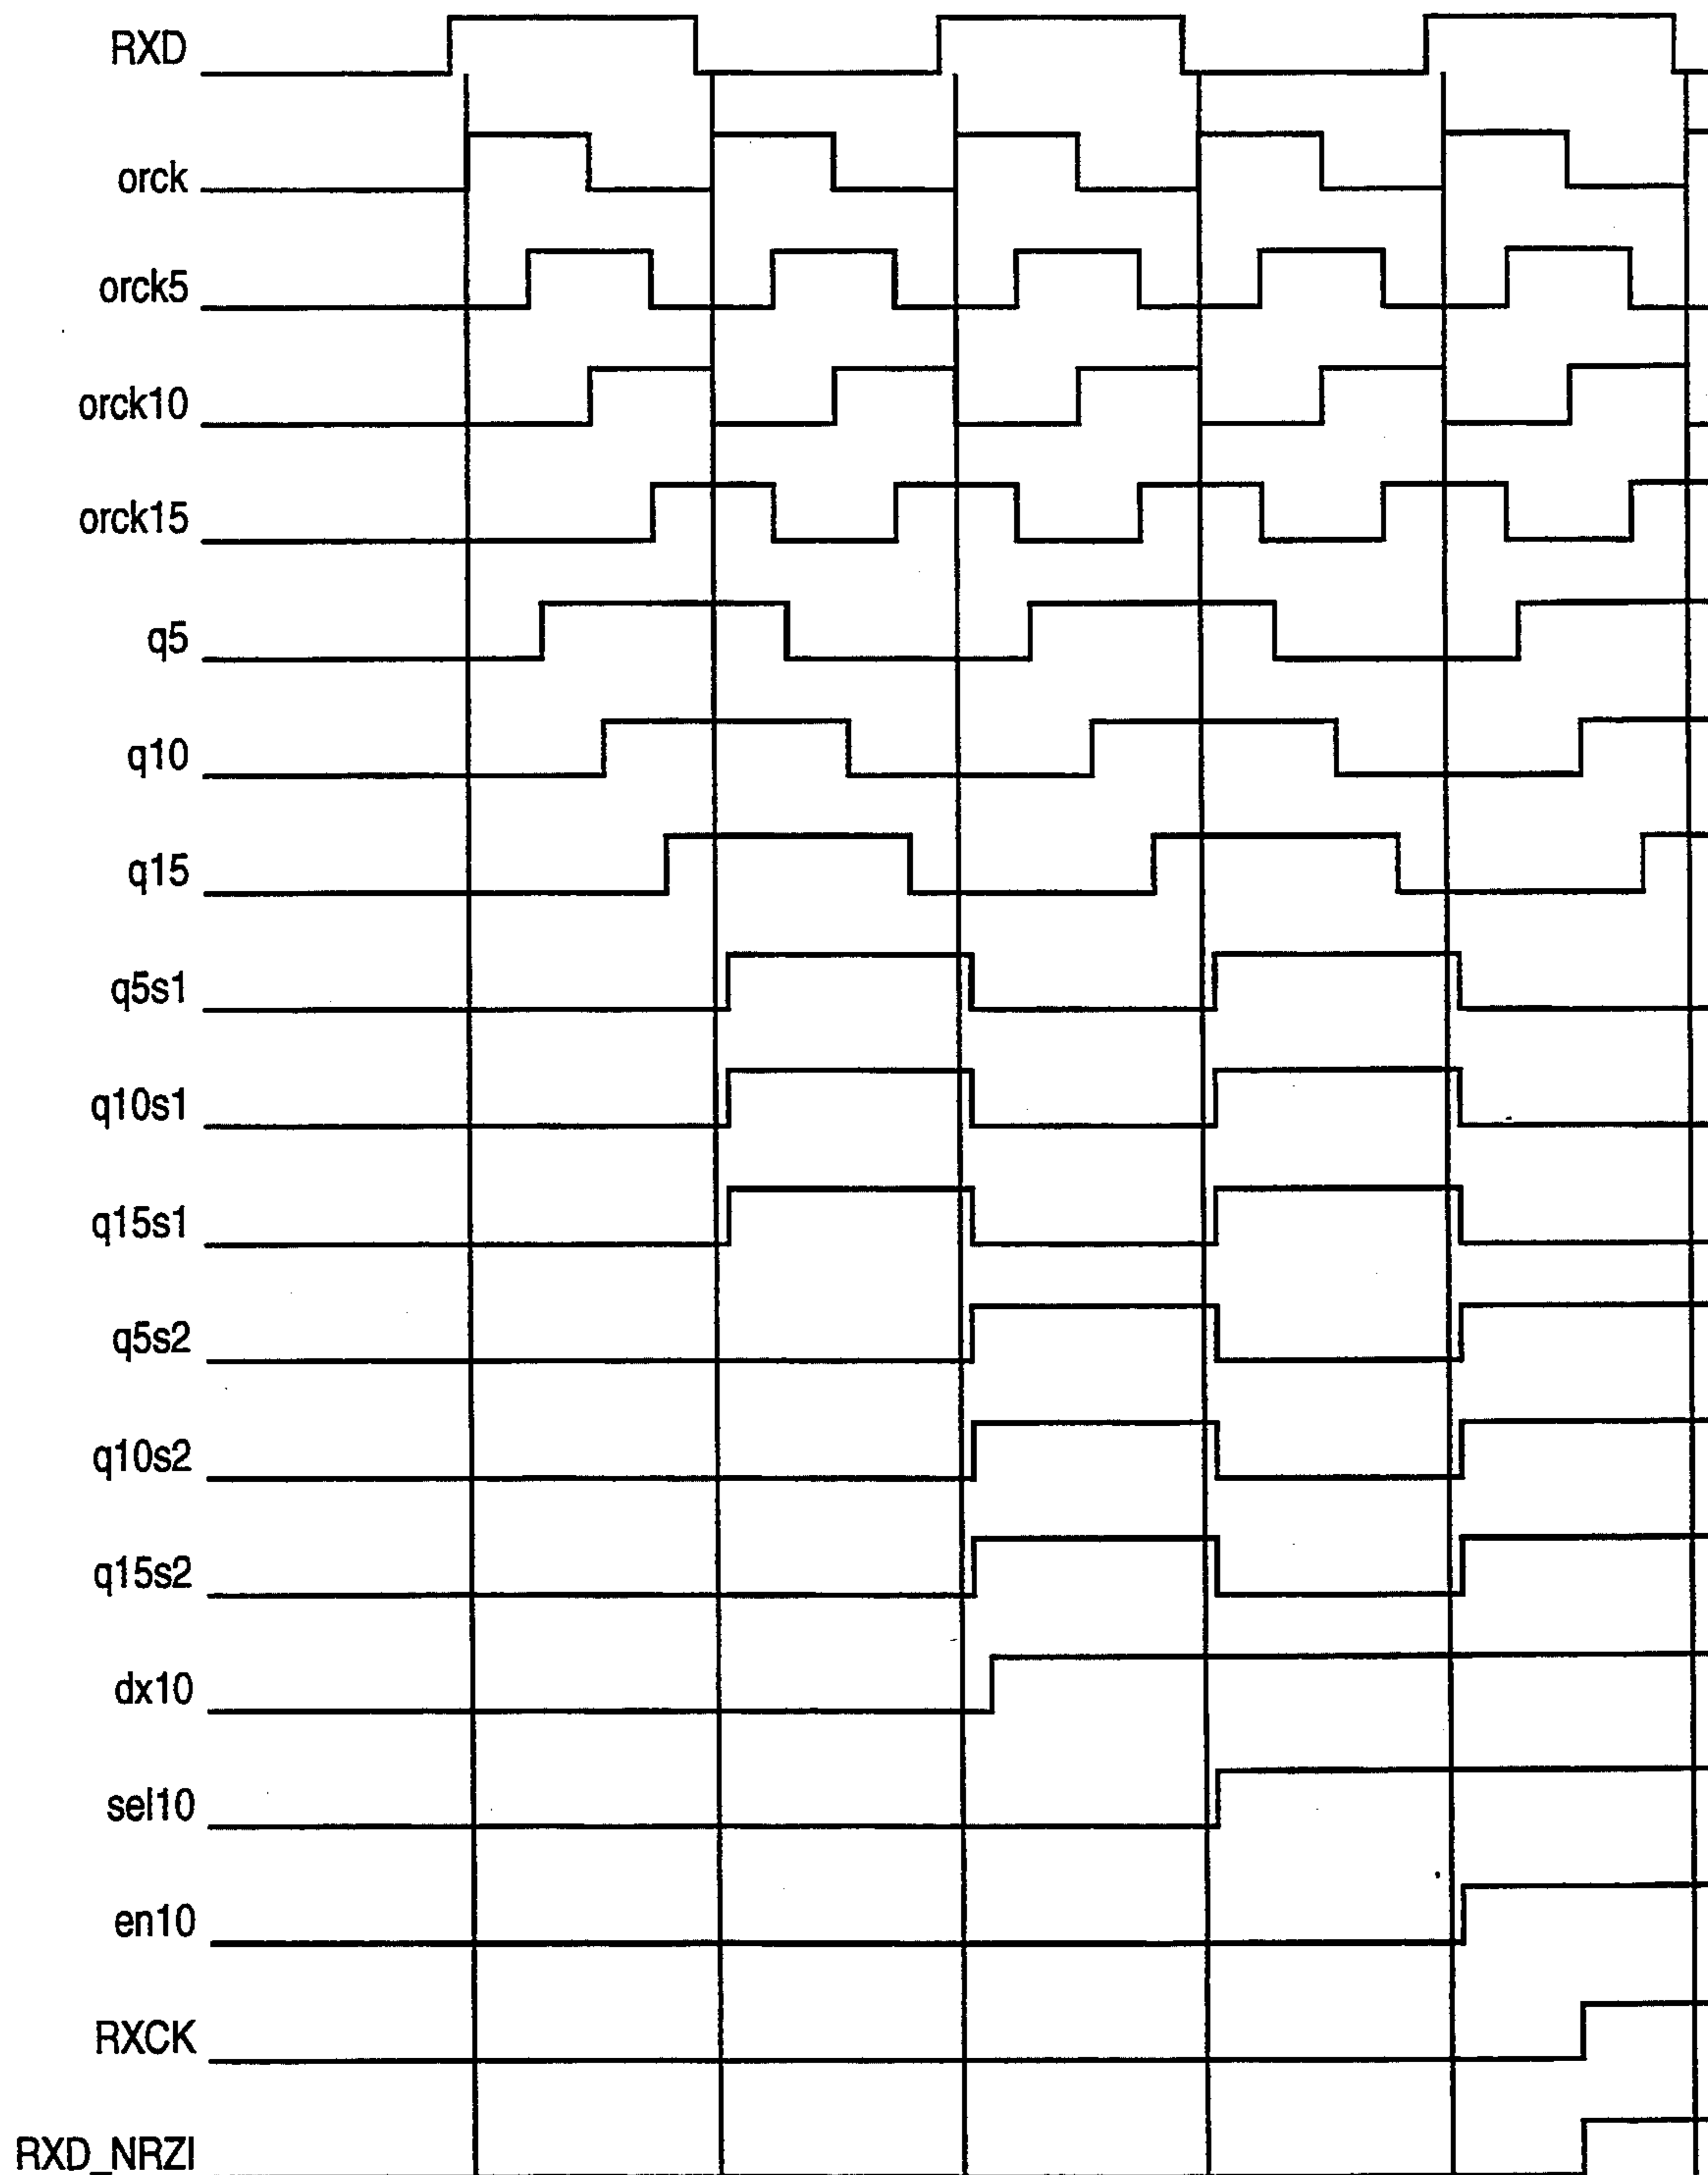 RXD
orck
orck5
orck10
orck15
q5
q10
q15
q5s1
q10s1
q15s1
q5s2
q10s2
q15s2
dx10
sel10
en10
RXCK
RXD_NRZI